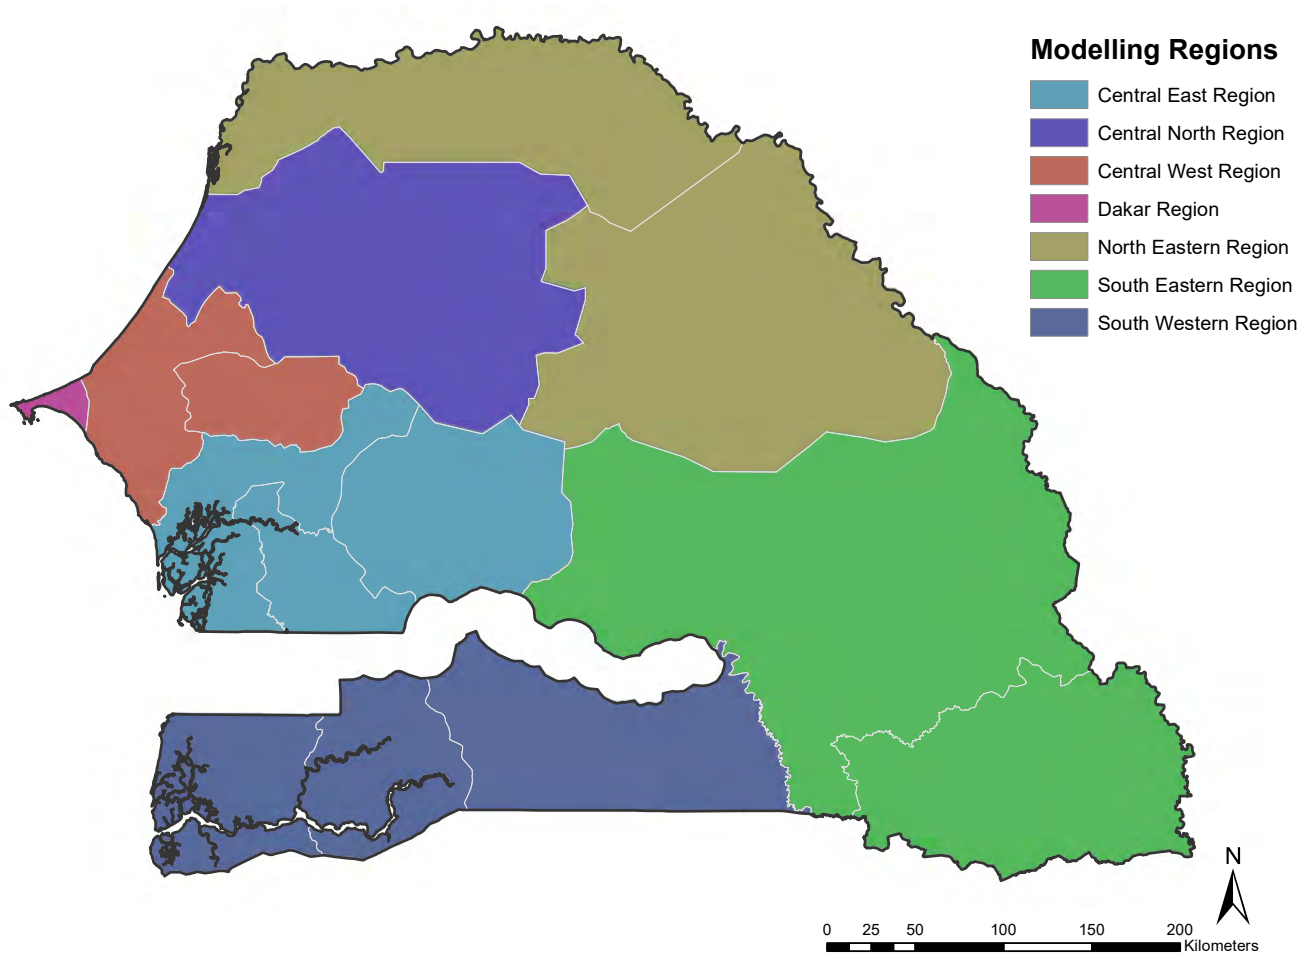 Modelling Regions
Central East Region
Central North Region
Central West Region
Dakar Region
North Eastern Region
South Eastern Region
South Western Region
N
0 25 50 100 150 200
Kilometers